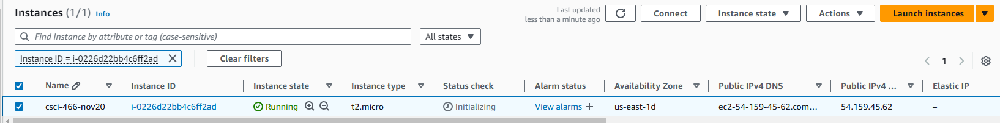 Instances (1/1) Info
Last updated
less than a minute ago
Connect
Instance state
Actions
Launch instances
Find Instance by attribute or tag (case-sensitive)
All states
Instance ID = i-0226d22bb4c6ff2ad
Clear filters
1
Name Instance ID Instance state Instance type Status check Alarm status Availability Zone Public IPv4 DNS Public IPv4 ... Elastic IP
csci-466-nov20 i-0226d22bb4c6ff2ad Running t2.micro Initializing View alarms + us-east-1d ec2-54-159-45-62.com... 54.159.45.62 –